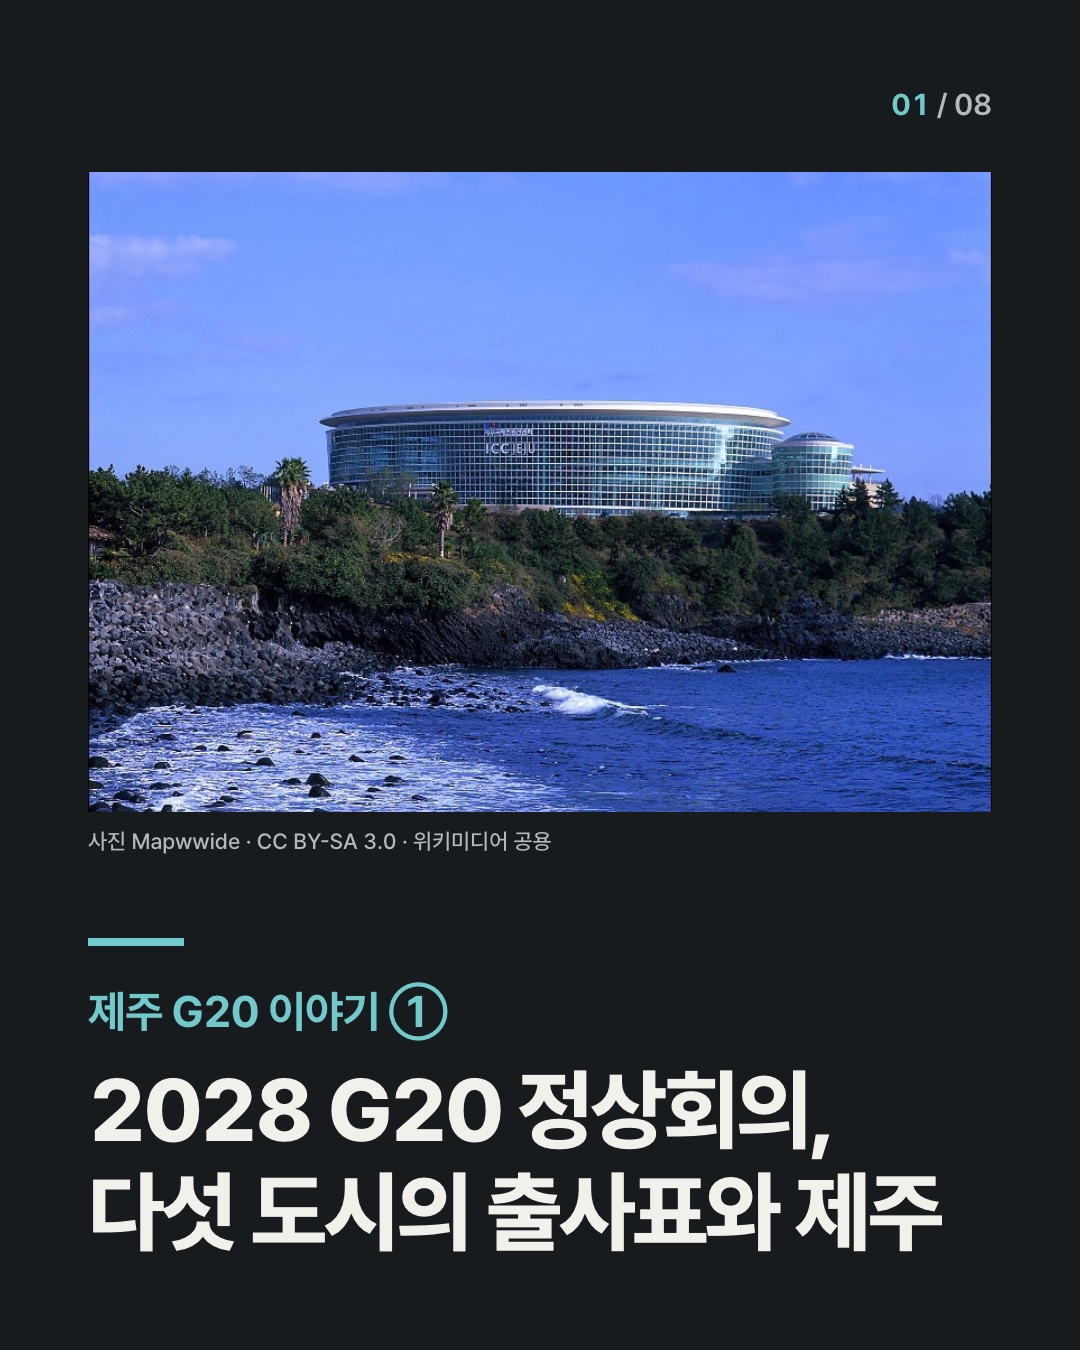 01 / 08
ICCJEJU
사진 Mapwwide · CC BY-SA 3.0 · 위키미디어 공용
제주 G20 이야기 ①
2028 G20 정상회의,
다섯 도시의 출사표와 제주